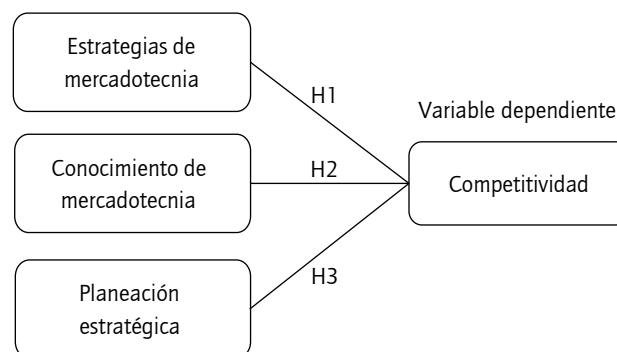 Estrategias de
mercadotecnia
H1
Variable dependiente
Conocimiento de
mercadotecnia
H2
Competitividad
H3
Planeación
estratégica